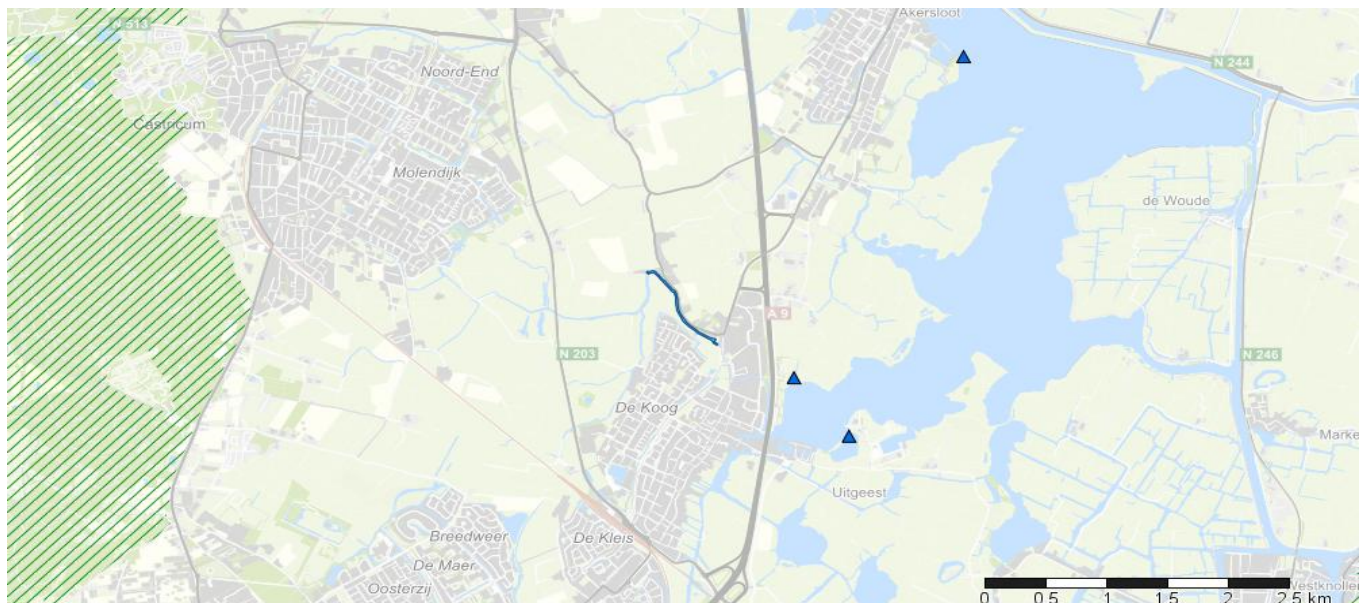 N 513
Akersloot
N 244
Noord-End
Castricum
Molendijk
de Woude
A 9
N 203
N 246
De Koog
Marke
Uitgeest
Breedweer
De Kleis
De Maer
Oosterzij
Westknolle
0 0.5 1 1.5 2 2.5 km